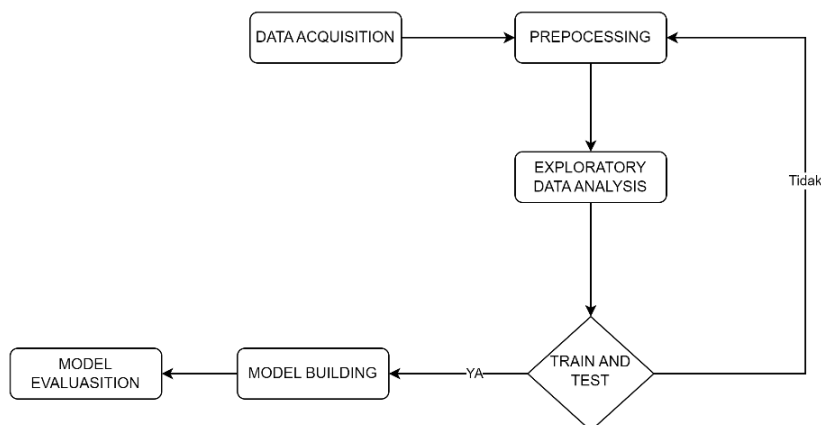 DATA ACQUISITION
PREPOCESSING
EXPLORATORY
DATA ANALYSIS
Tidak
TRAIN AND
TEST
YA
MODEL BUILDING
MODEL
EVALUASITION